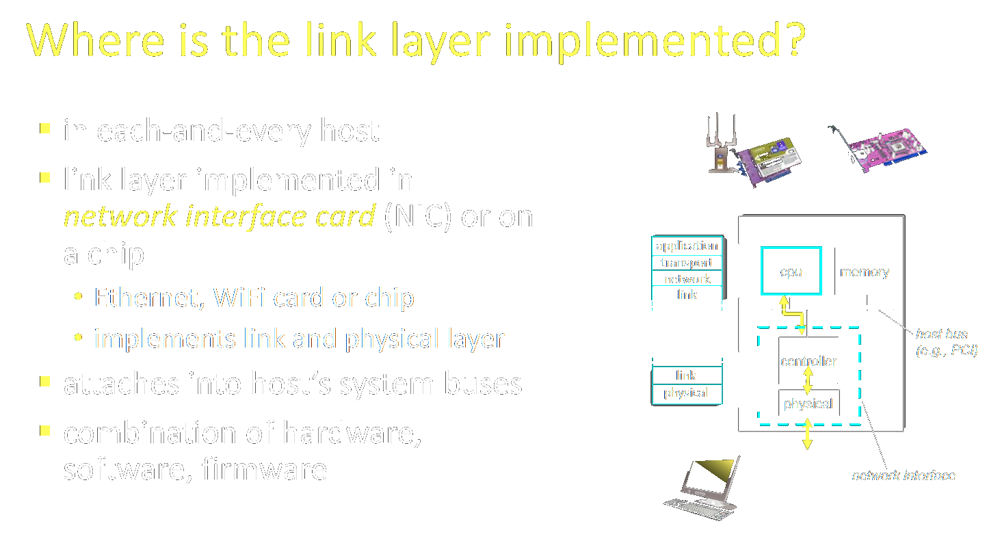 Where is the link layer implemented?
in each-and-every host
link layer implemented in
network interface card (NIC) or on
a chip
Ethernet, WiFi card or chip
implements link and physical layer
attaches into host’s system buses
combination of hardware,
software, firmware
application
transport
network
link
link
physical
cpu
memory
host bus
(e.g., PCI)
controller
physical
network interface